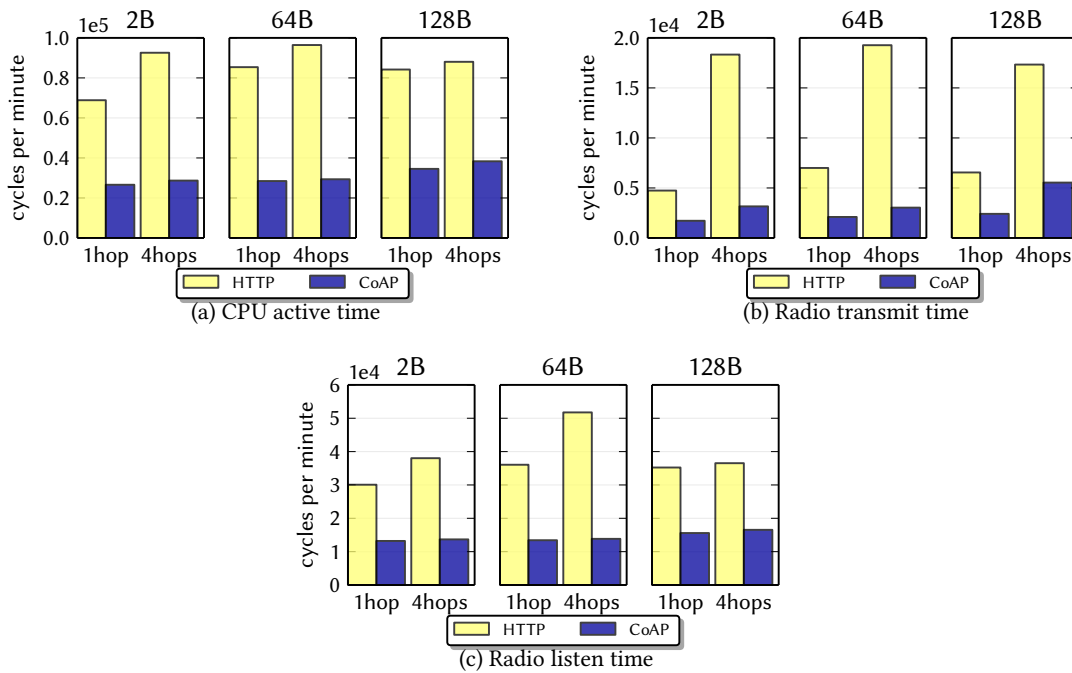 1e5
2B 64B 128B
cycles per minute
1.0
0.8
0.6
0.4
0.2
0.0
1hop 4hops 1hop 4hops 1hop 4hops
HTTP CoAP
(a) CPU active time
1e4
2B 64B 128B
cycles per minute
2.0
1.5
1.0
0.5
0.0
1hop 4hops 1hop 4hops 1hop 4hops
HTTP CoAP
(b) Radio transmit time
1e4
2B 64B 128B
cycles per minute
6
5
4
3
2
1
0
1hop 4hops 1hop 4hops 1hop 4hops
HTTP CoAP
(c) Radio listen time